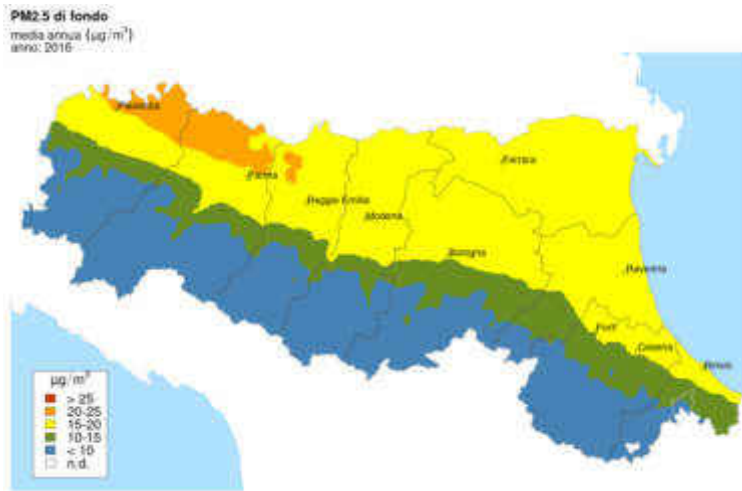 PM2.5 di fondo
media annua (µg/m³)
anno: 2016
Piacenza
Parma
Reggio Emilia
Modena
Ferrara
Bologna
Ravenna
Forlì
Cesena
Rimini
µg/m³
> 25
20-25
15-20
10-15
< 10
n.d.